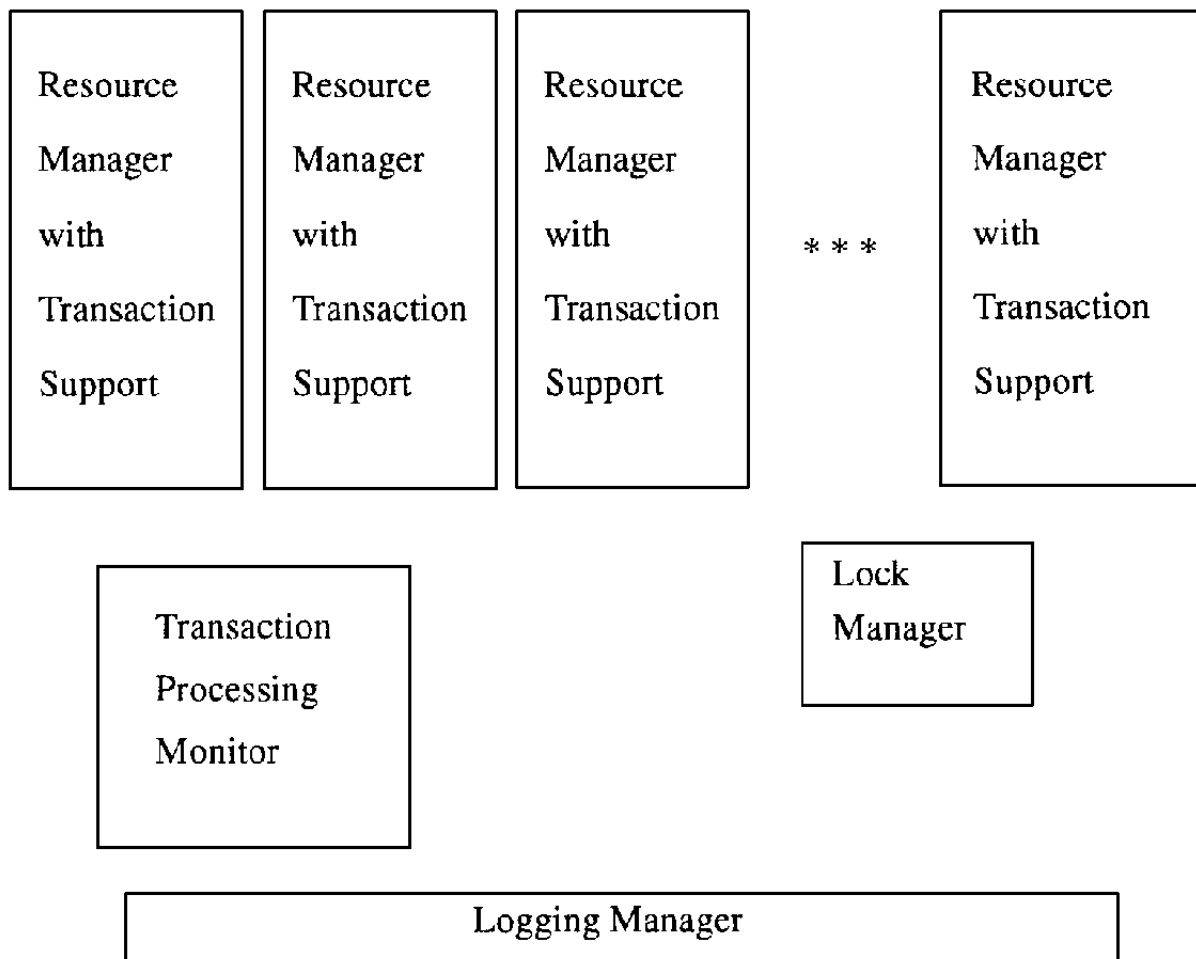 Resource
Manager
with
Transaction
Support
Resource
Manager
with
Transaction
Support
Resource
Manager
with
Transaction
Support
* * *
Resource
Manager
with
Transaction
Support
Transaction
Processing
Monitor
Lock
Manager
Logging Manager